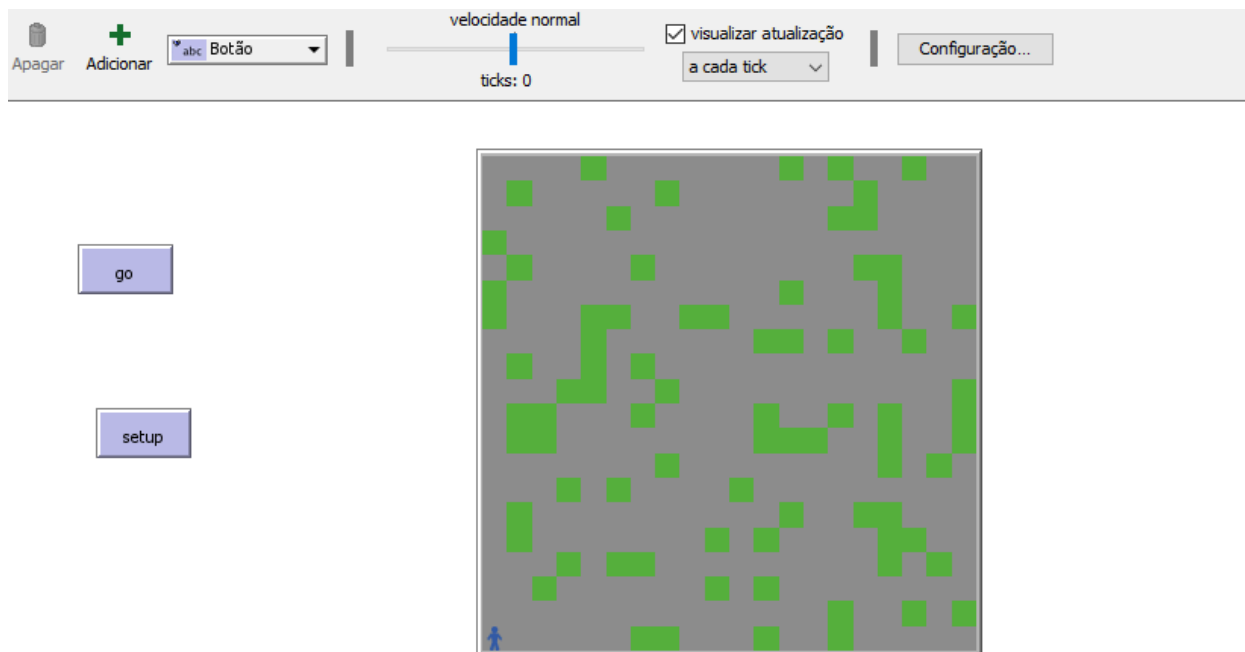 Apagar
Adicionar
abc Botão
velocidade normal
ticks: 0
visualizar atualização
a cada tick
Configuração...
go
setup